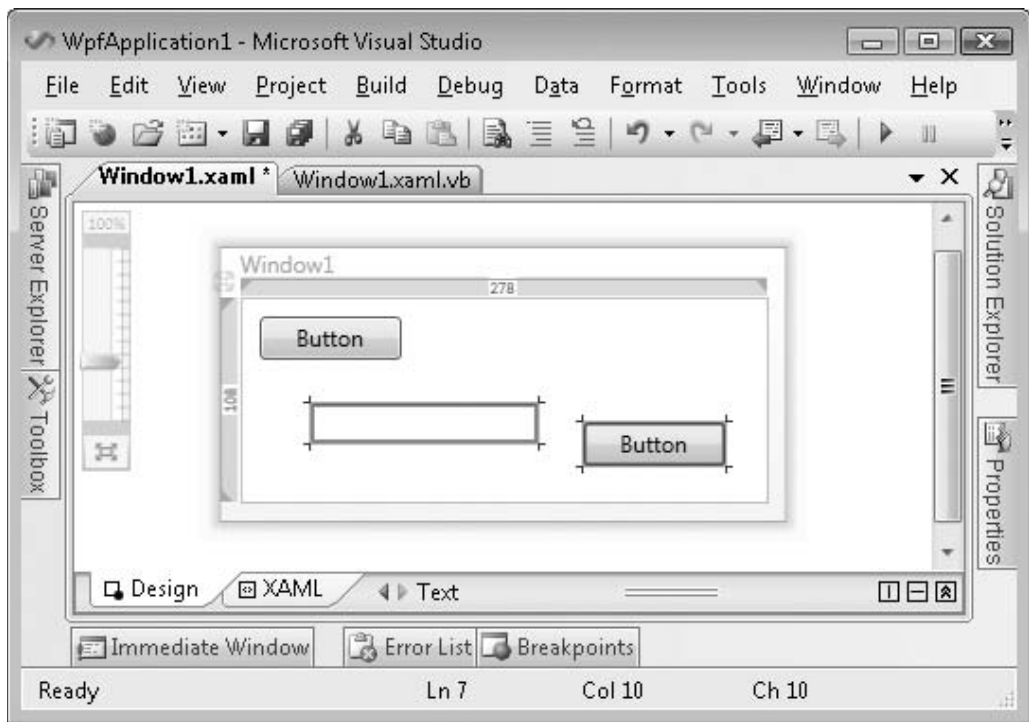 WpfApplication1 - Microsoft Visual Studio
File Edit View Project Build Debug Data Format Tools Window Help
Window1.xaml * Window1.xaml.vb
Server Explorer
Toolbox
Solution Explorer
Properties
100%
Window1
278
108
Button
Button
Design XAML Text
Immediate Window Error List Breakpoints
Ready Ln 7 Col 10 Ch 10